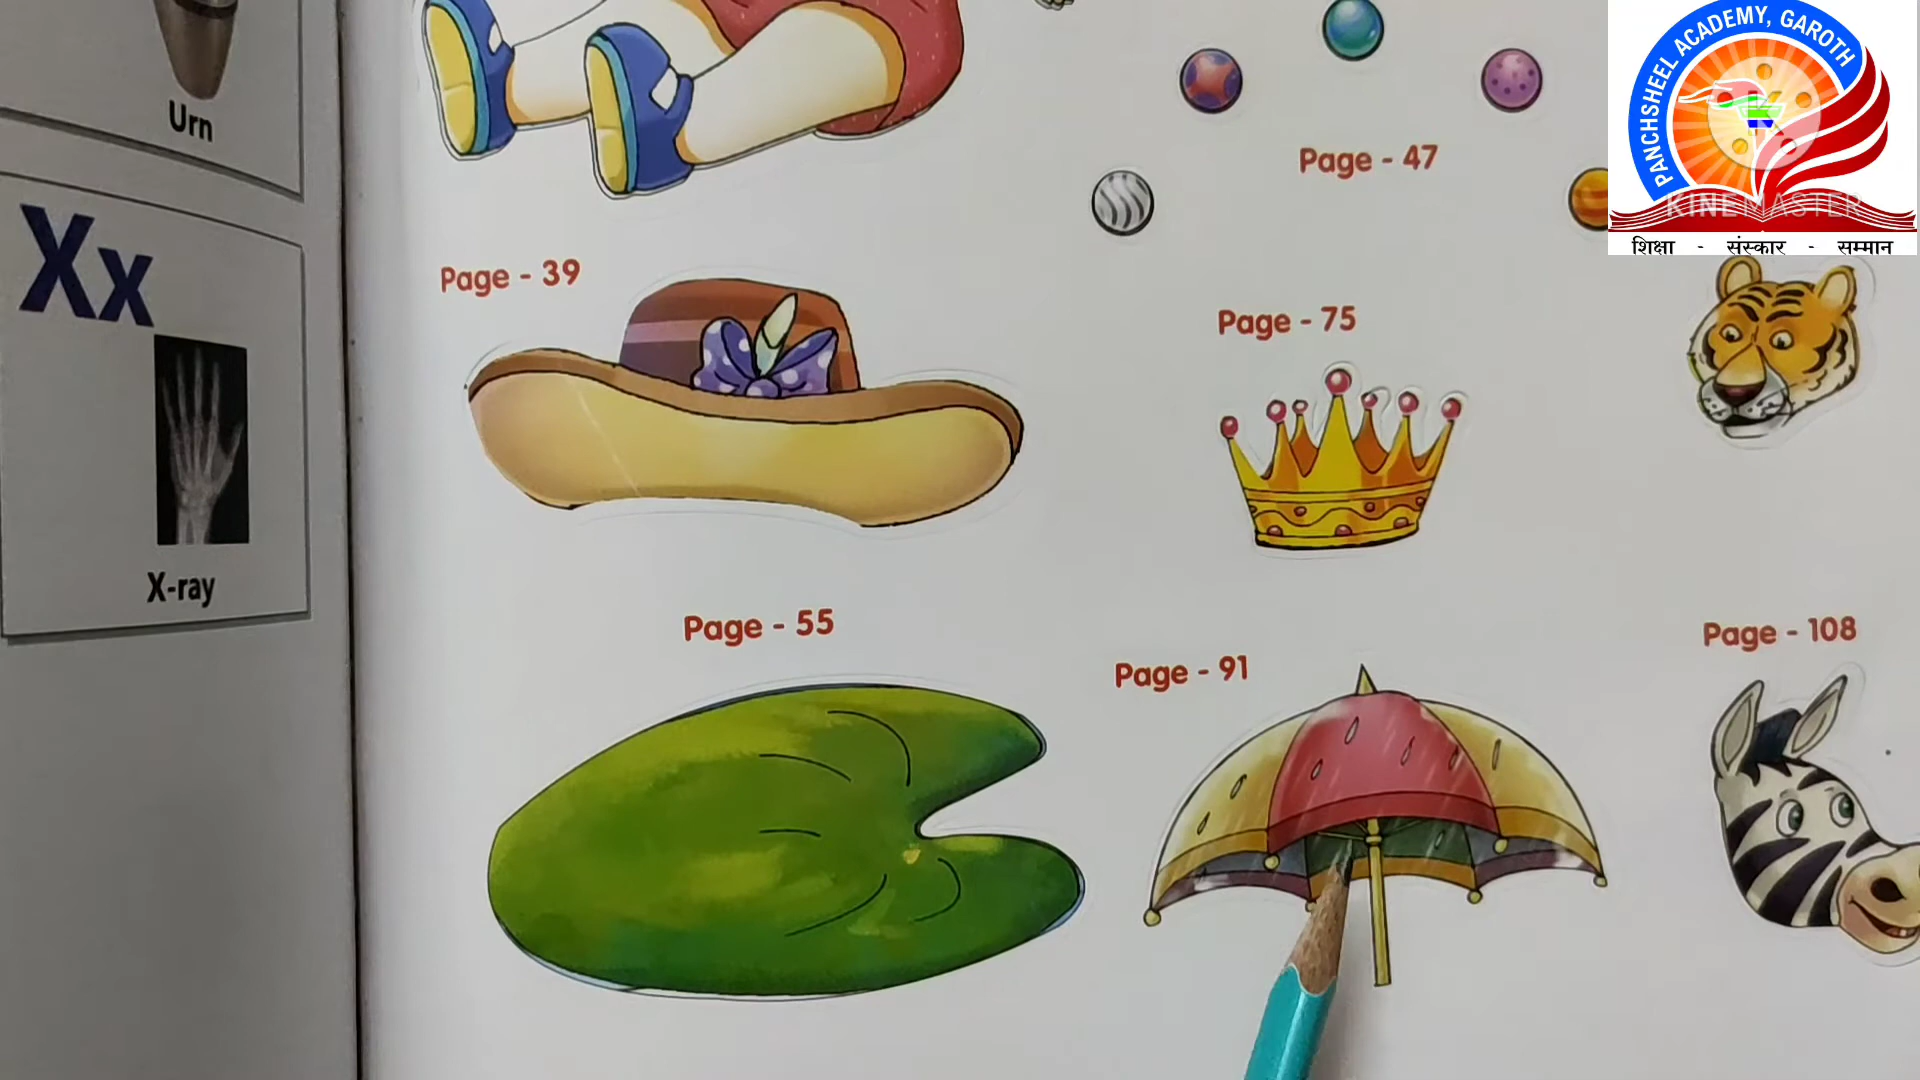 Urn
Xx
X-ray
Page - 39
Page - 47
Page - 75
Page - 55
Page - 91
Page - 108
PANCHSHEEL ACADEMY, GAROTH
KINEMASTER
शिक्षा - संस्कार - सम्मान